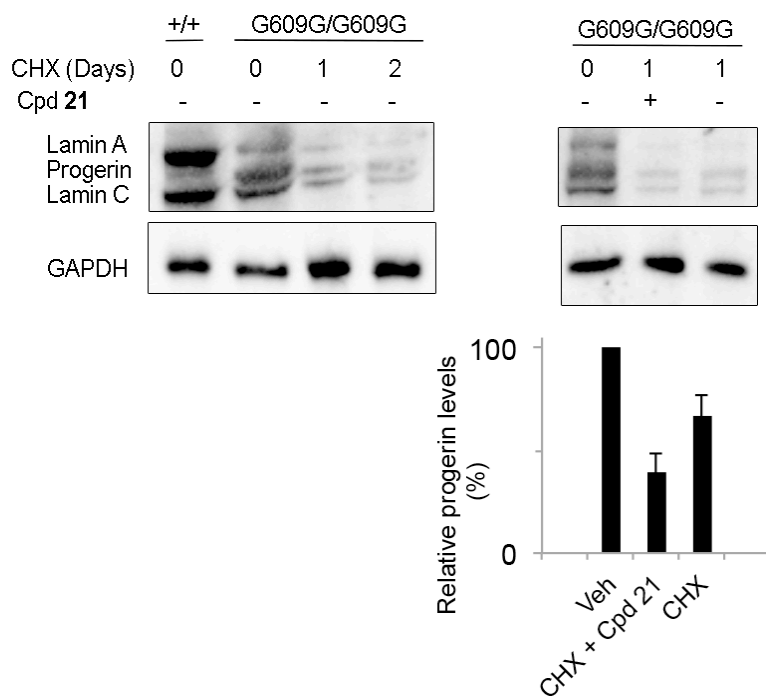 +/+ G609G/G609G
CHX (Days) 0 0 1 2
Cpd 21 - - - -
Lamin A
Progerin
Lamin C
GAPDH
G609G/G609G
0 1 1
- + -
Relative progerin levels
(%)
100
0
Veh
CHX + Cpd 21
CHX